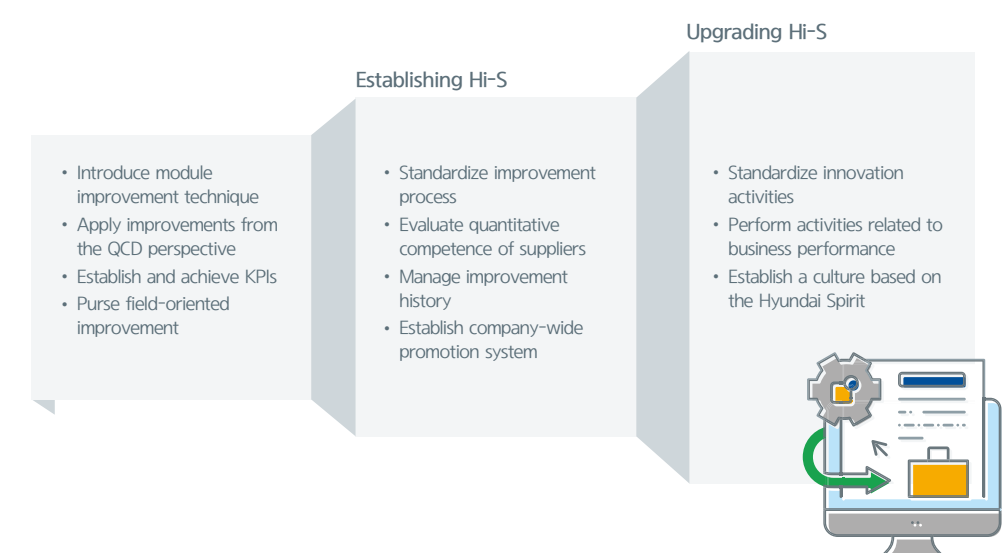 Upgrading Hi-S
Establishing Hi-S
• Introduce module
improvement technique
• Apply improvements from
the QCD perspective
• Establish and achieve KPIs
• Purse field-oriented
improvement
• Standardize improvement
process
• Evaluate quantitative
competence of suppliers
• Manage improvement
history
• Establish company-wide
promotion system
• Standardize innovation
activities
• Perform activities related to
business performance
• Establish a culture based on
the Hyundai Spirit